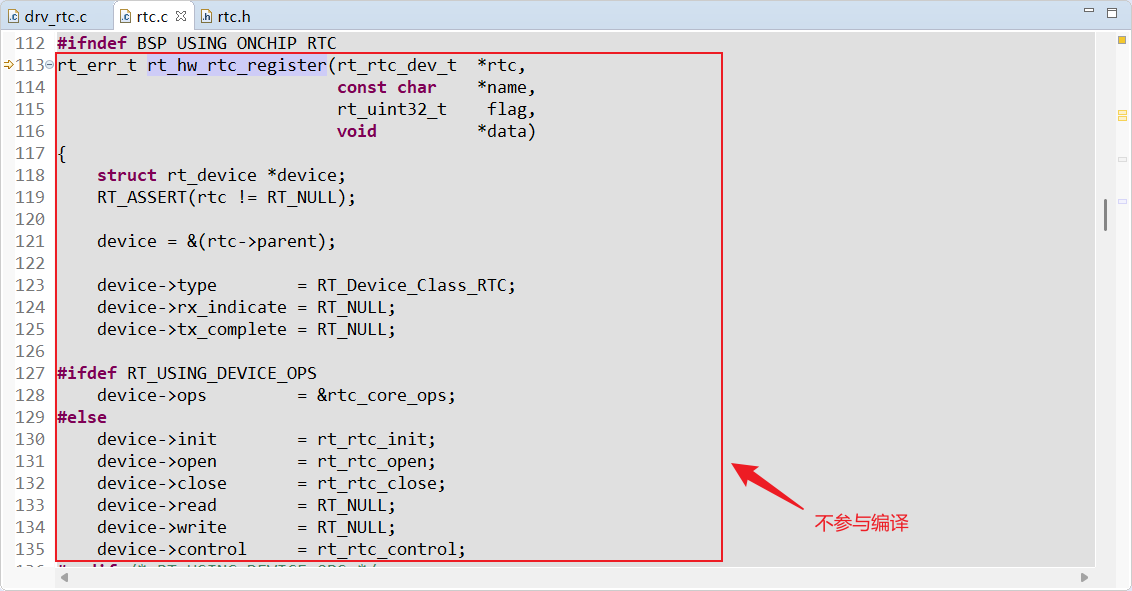 drv_rtc.c rtc.c rtc.h
112 #ifndef BSP_USING_ONCHIP_RTC
113 rt_err_t rt_hw_rtc_register(rt_rtc_dev_t  *rtc,
114                             const char    *name,
115                             rt_uint32_t    flag,
116                             void          *data)
117 {
118     struct rt_device *device;
119     RT_ASSERT(rtc != RT_NULL);
120
121     device = &(rtc->parent);
122
123     device->type        = RT_Device_Class_RTC;
124     device->rx_indicate = RT_NULL;
125     device->tx_complete = RT_NULL;
126
127 #ifdef RT_USING_DEVICE_OPS
128     device->ops         = &rtc_core_ops;
129 #else
130     device->init        = rt_rtc_init;
131     device->open        = rt_rtc_open;
132     device->close       = rt_rtc_close;
133     device->read        = RT_NULL;
134     device->write       = RT_NULL;
不参与编译
135     device->control     = rt_rtc_control;